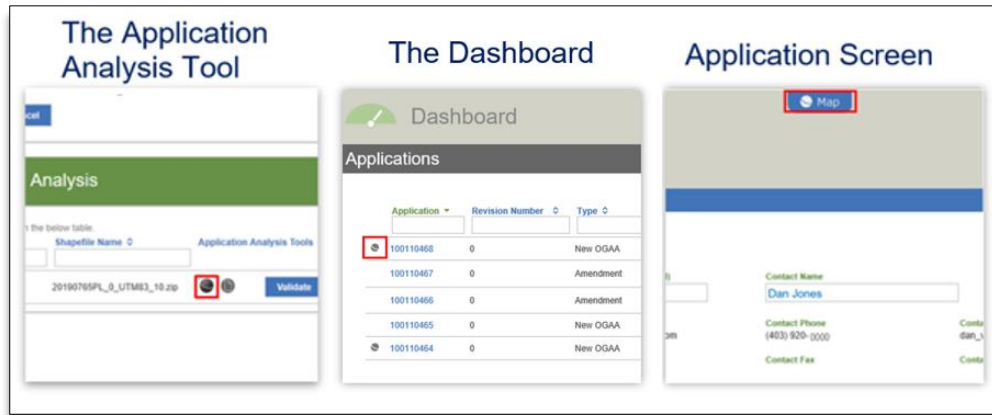 The Application
Analysis Tool
cel
Analysis
the below table.
Shapefile Name
Application Analysis Tools
20190765PL_0_UTM83_10.zip
Validate
The Dashboard
Dashboard
Applications
Application
Revision Number
Type
100110468 0 New OGAA
100110467 0 Amendment
100110466 0 Amendment
100110465 0 New OGAA
100110464 0 New OGAA
Application Screen
Map
Contact Name
Dan Jones
Contact Phone
Conta
(403) 920-0000
dan_v
om
Contact Fax
Conta